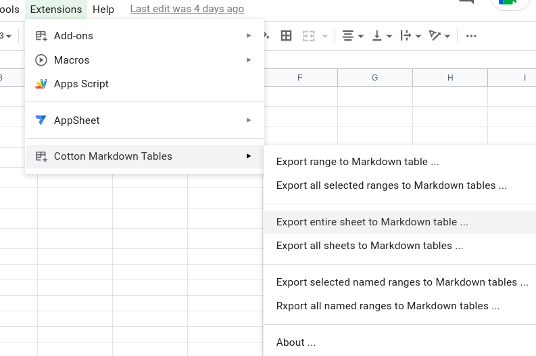 ools Extensions Help Last edit was 4 days ago
Add-ons
Macros
Apps Script
AppSheet
Cotton Markdown Tables
F G H I
Export range to Markdown table ...
Export all selected ranges to Markdown tables ...
Export entire sheet to Markdown table ...
Export all sheets to Markdown tables ...
Export selected named ranges to Markdown tables ...
Rxport all named ranges to Markdown tables ...
About ...